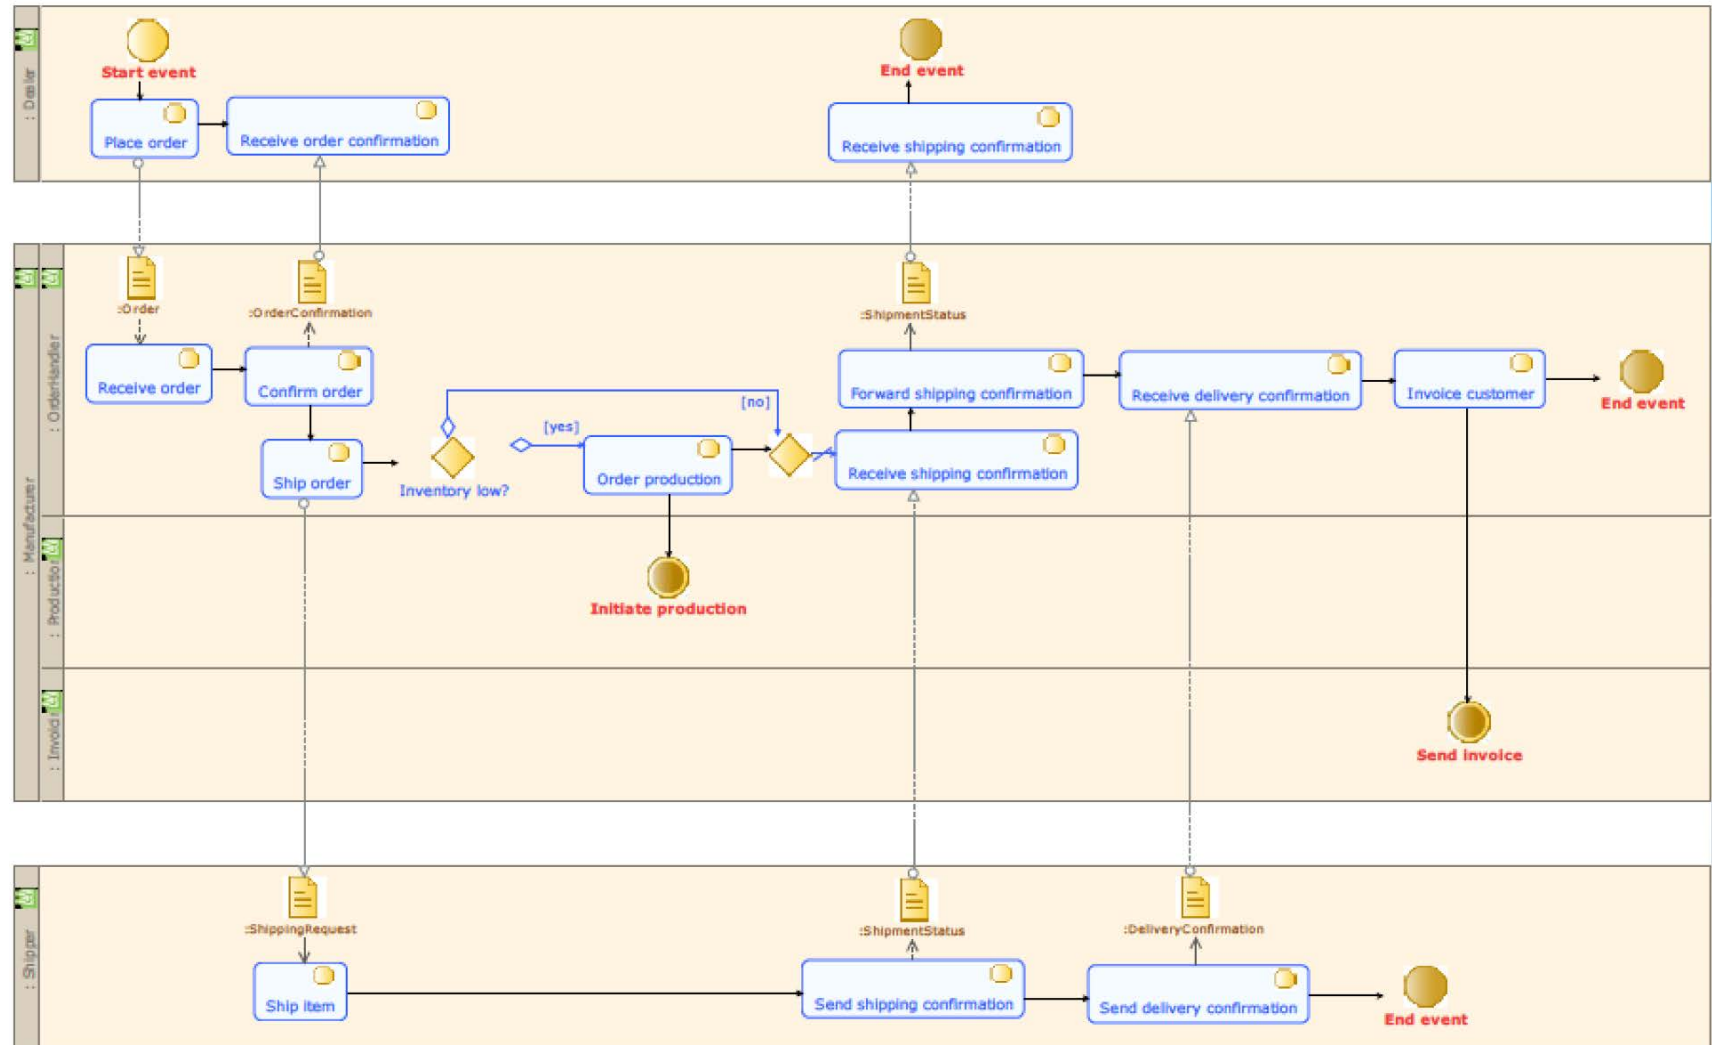 : Dealer
Start event
End event
Place order
Receive order confirmation
Receive shipping confirmation
: Manufacturer
: OrderHandler
:Order
:OrderConfirmation
:ShipmentStatus
Receive order
Confirm order
Forward shipping confirmation
Receive delivery confirmation
Invoice customer
End event
[no]
[yes]
Ship order
Inventory low?
Order production
Receive shipping confirmation
: Production
Initiate production
Send invoice
: Shipper
:ShippingRequest
:ShipmentStatus
:DeliveryConfirmation
Ship item
Send shipping confirmation
Send delivery confirmation
End event